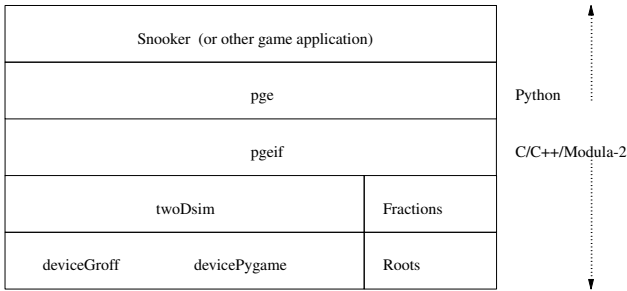 Snooker (or other game application)
pge Python
pgeif C/C++/Modula-2
twoDsim Fractions
deviceGroff devicePygame Roots